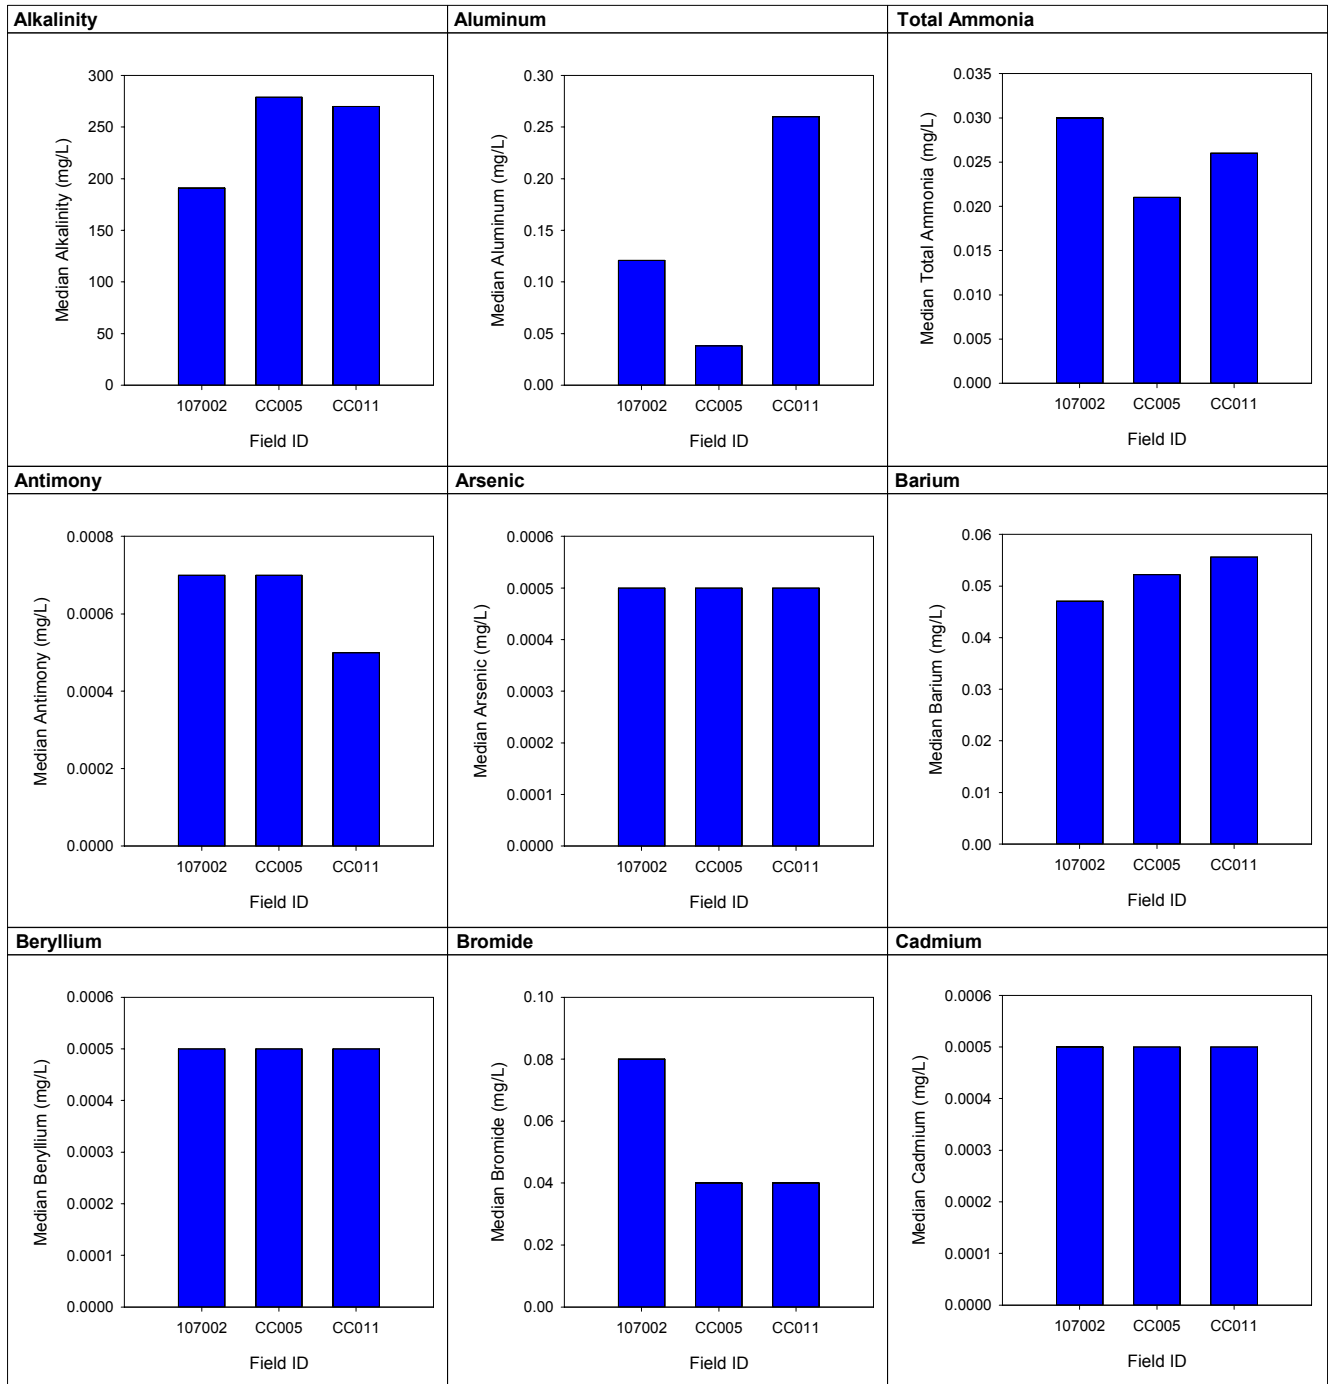 Alkalinity
Aluminum
Total Ammonia
Median Alkalinity (mg/L)
300
250
200
150
100
50
0
107002 CC005 CC011
Field ID
Median Aluminum (mg/L)
0.30
0.25
0.20
0.15
0.10
0.05
0.00
107002 CC005 CC011
Field ID
Median Total Ammonia (mg/L)
0.035
0.030
0.025
0.020
0.015
0.010
0.005
0.000
107002 CC005 CC011
Field ID
Antimony
Arsenic
Barium
Median Antimony (mg/L)
0.0008
0.0006
0.0004
0.0002
0.0000
107002 CC005 CC011
Field ID
Median Arsenic (mg/L)
0.0006
0.0005
0.0004
0.0003
0.0002
0.0001
0.0000
107002 CC005 CC011
Field ID
Median Barium (mg/L)
0.06
0.05
0.04
0.03
0.02
0.01
0.00
107002 CC005 CC011
Field ID
Beryllium
Bromide
Cadmium
Median Beryllium (mg/L)
0.0006
0.0005
0.0004
0.0003
0.0002
0.0001
0.0000
107002 CC005 CC011
Field ID
Median Bromide (mg/L)
0.10
0.08
0.06
0.04
0.02
0.00
107002 CC005 CC011
Field ID
Median Cadmium (mg/L)
0.0006
0.0005
0.0004
0.0003
0.0002
0.0001
0.0000
107002 CC005 CC011
Field ID